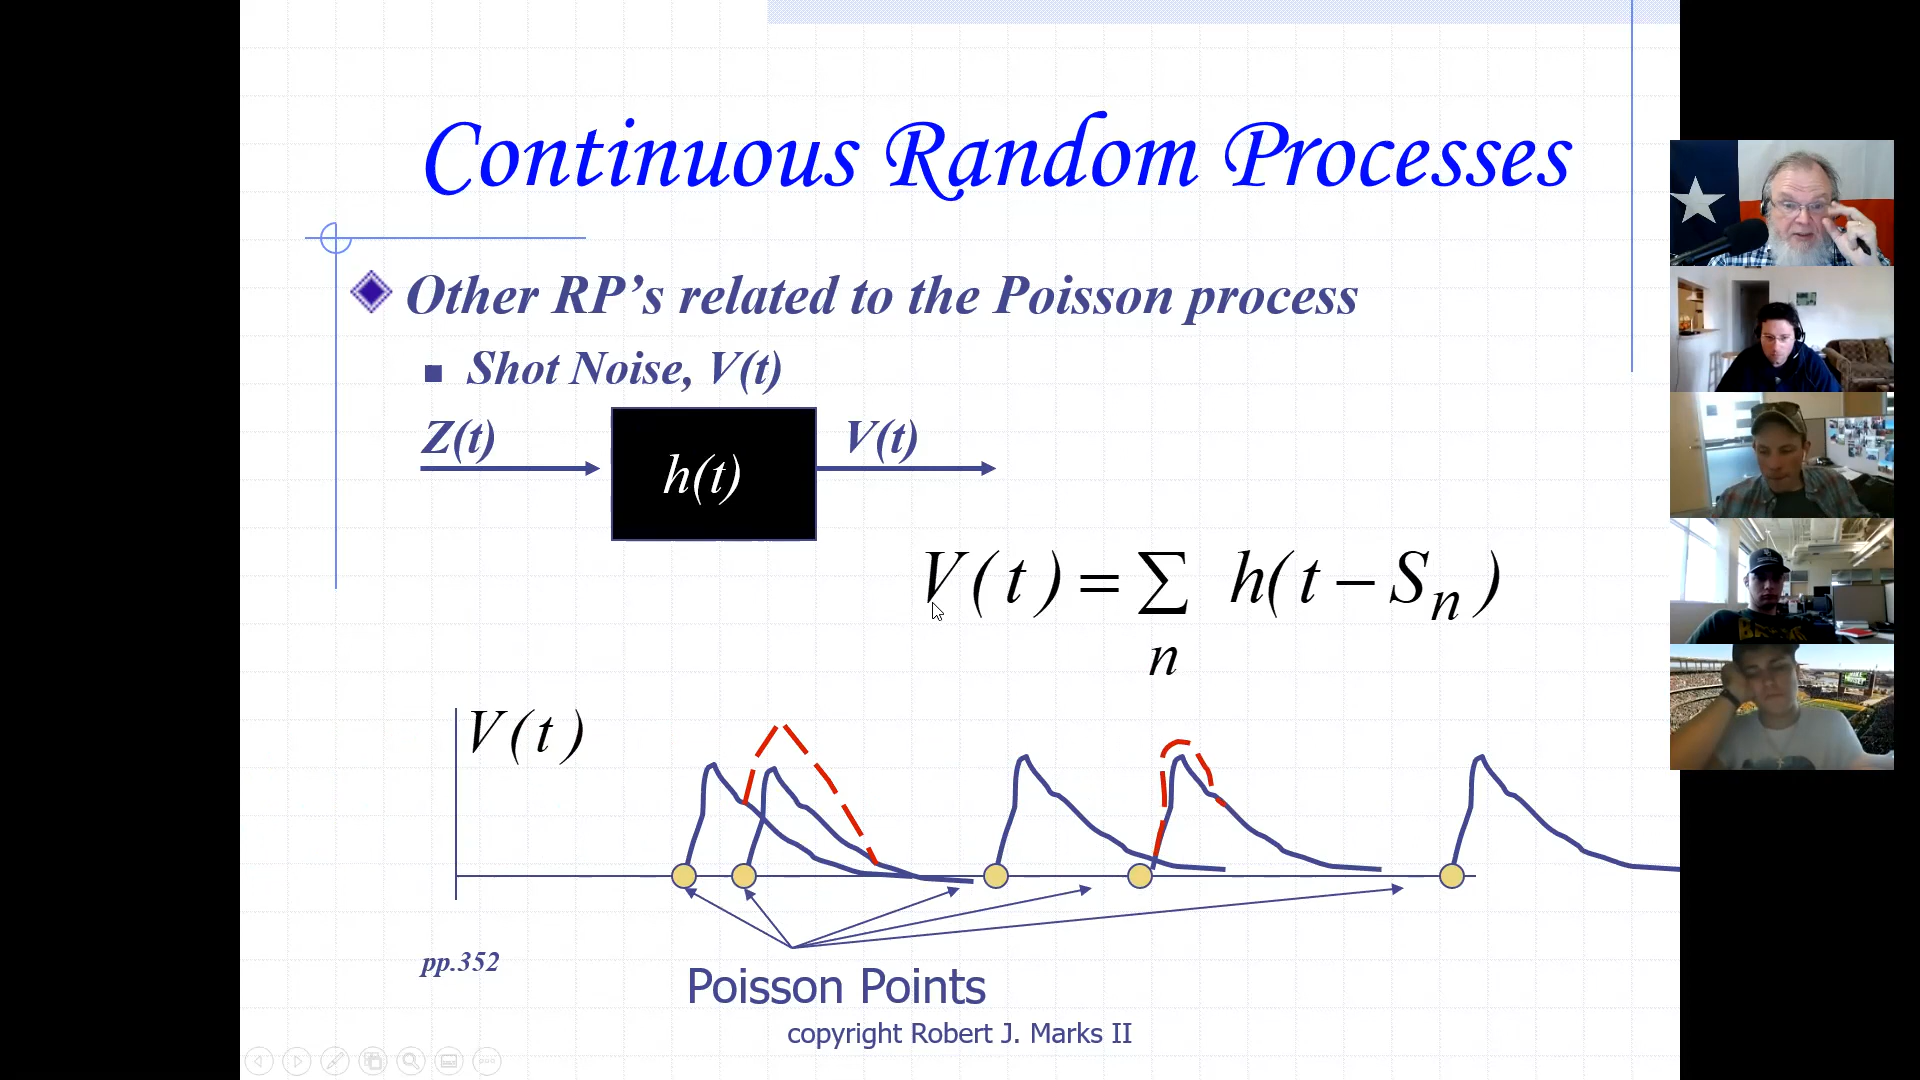 Continuous Random Processes
Other RP's related to the Poisson process
Shot Noise, V(t)
Z(t)
h(t)
V(t)
V(t)=∑ h(t−Sn)
n
V(t)
pp.352
Poisson Points
copyright Robert J. Marks II